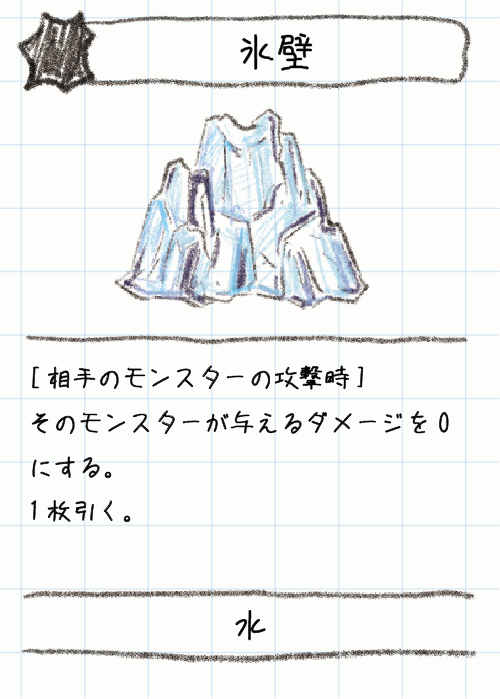 氷壁
[相手のモンスターの攻撃時]
そのモンスターが与えるダメージを0
にする。
1枚引く。
水